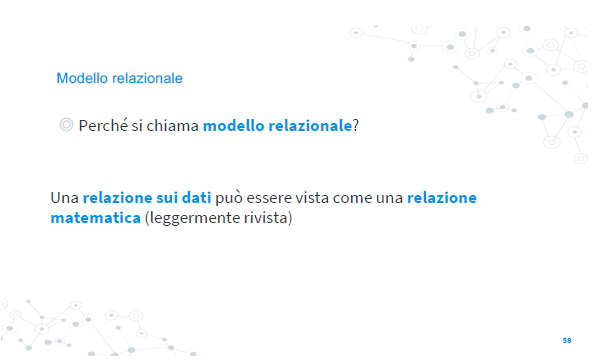 Modello relazionale
Perché si chiama modello relazionale?
Una relazione sui dati può essere vista come una relazione
matematica (leggermente rivista)
58